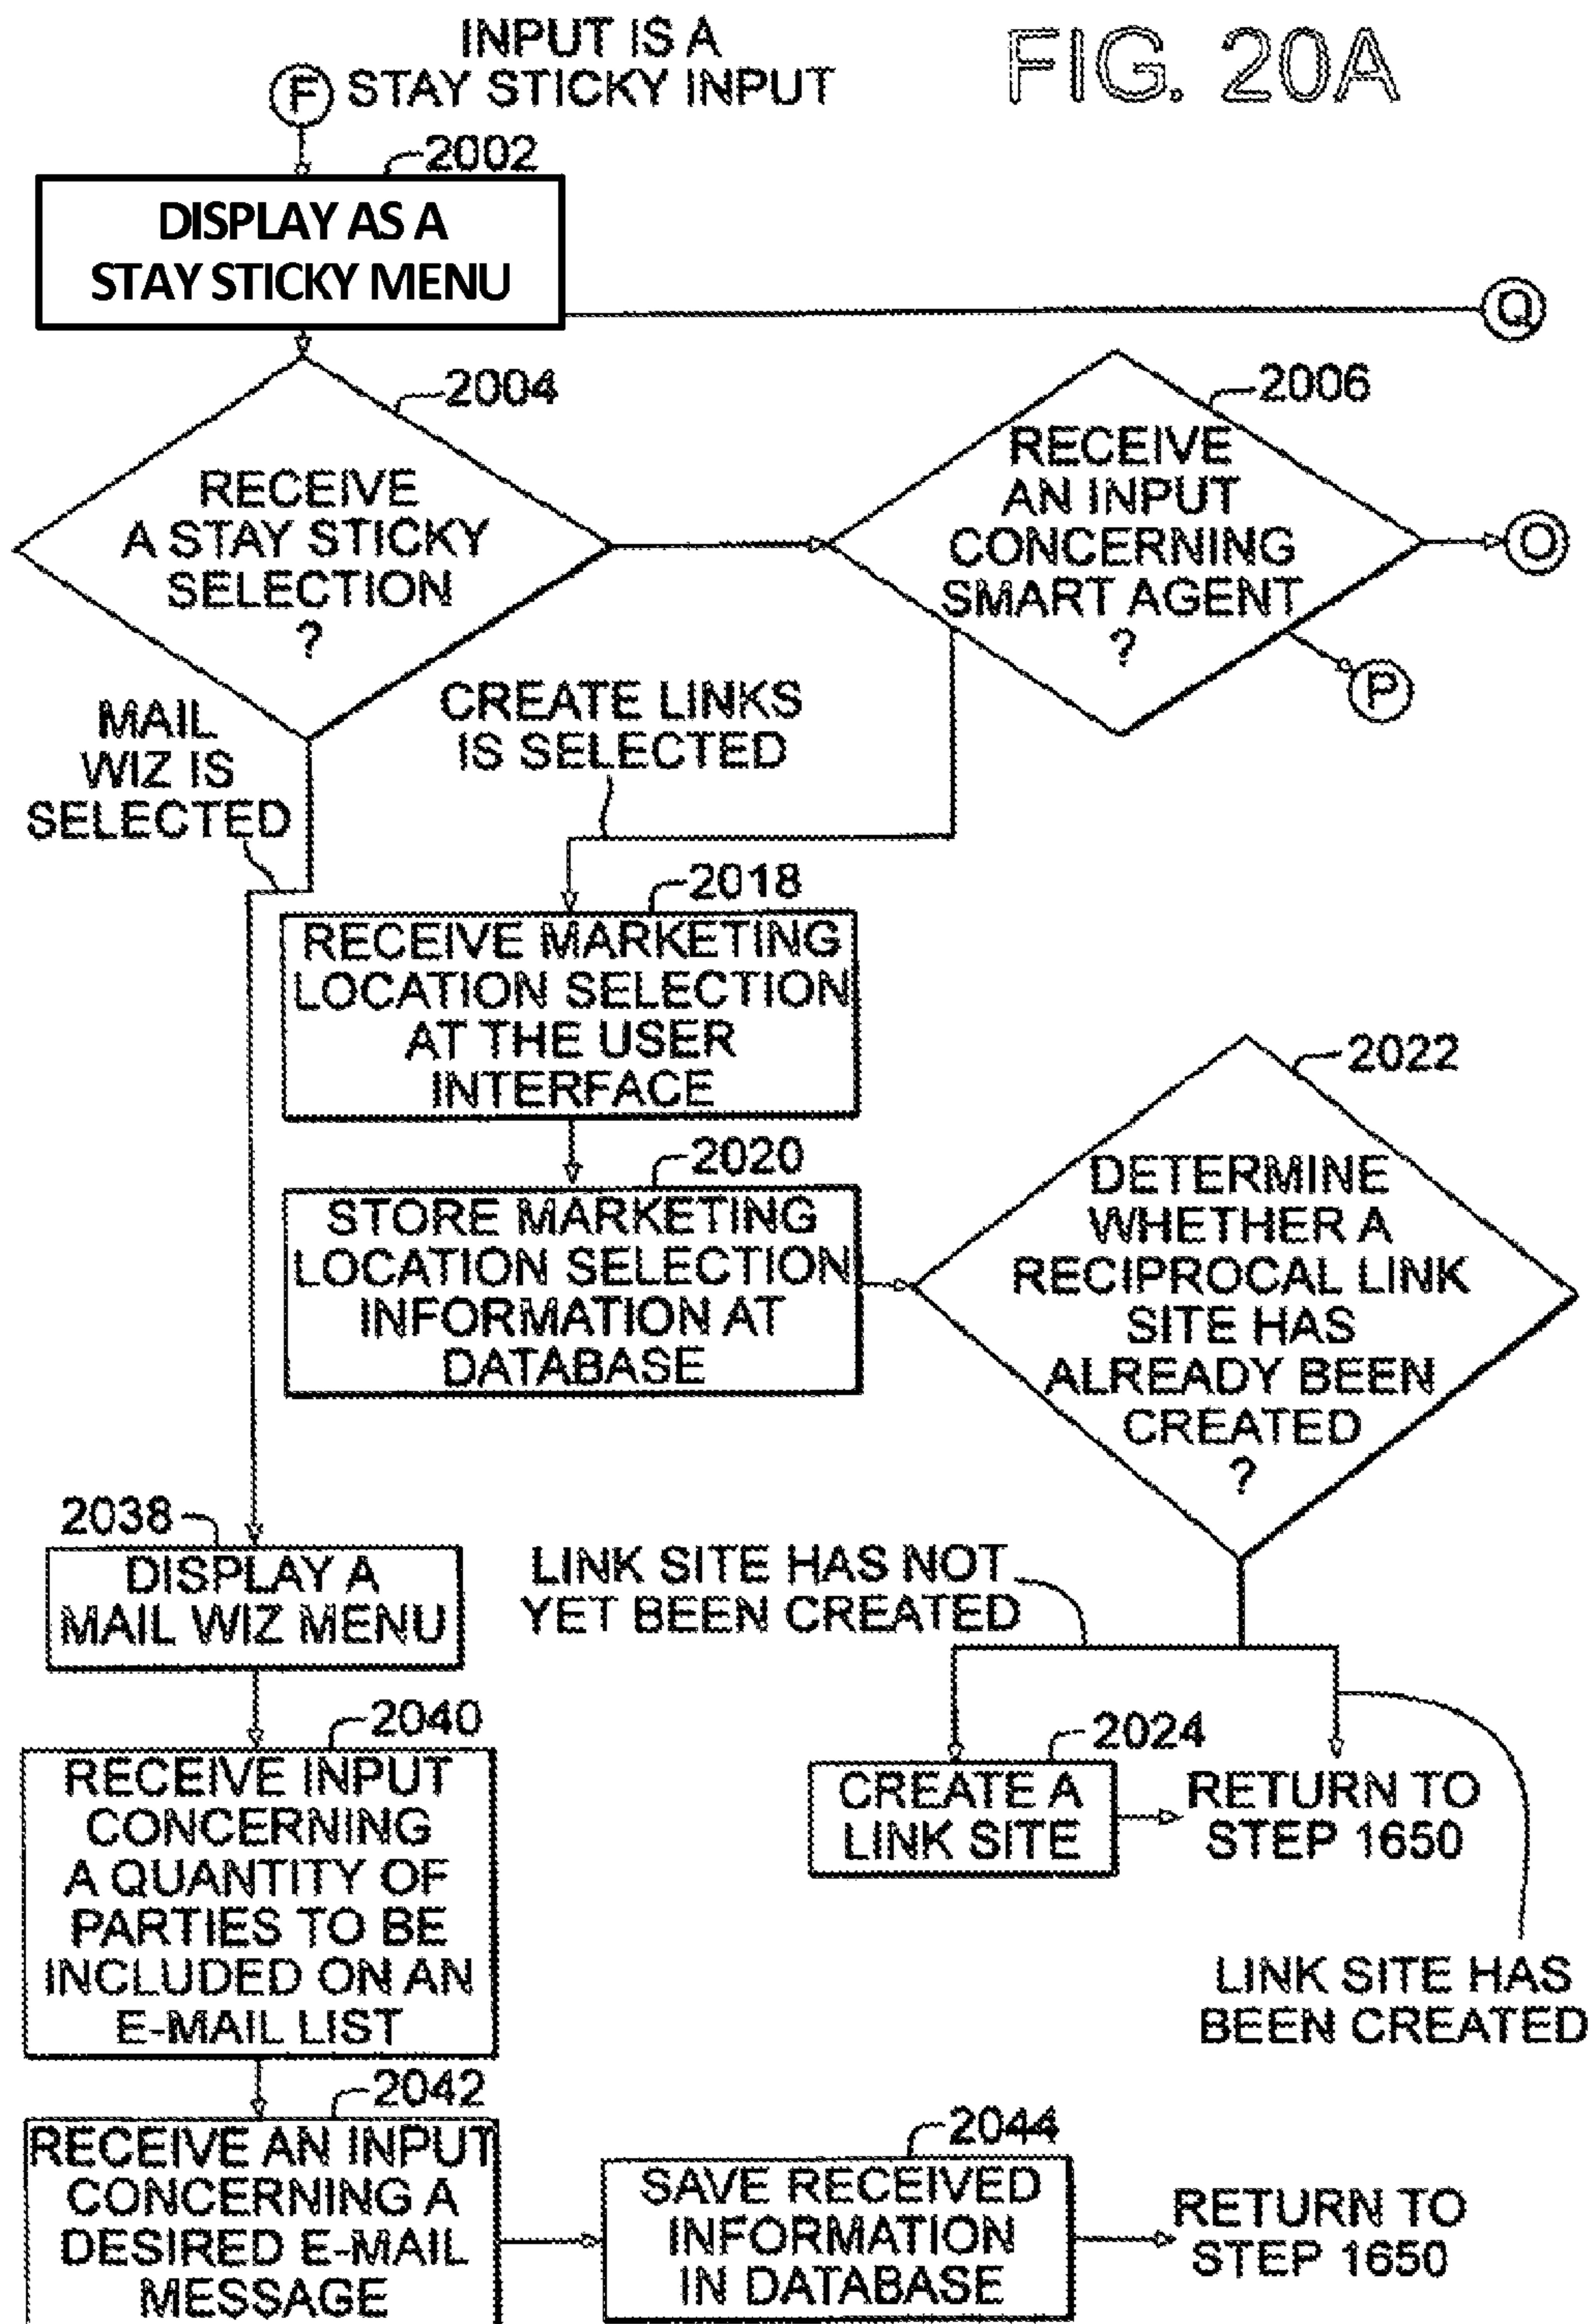 FIG. 20A
INPUT IS A
STAY STICKY INPUT
F
2002
DISPLAY AS A
STAY STICKY MENU
Q
2004
RECEIVE
A STAY STICKY
SELECTION
?
2006
RECEIVE
AN INPUT
CONCERNING
SMART AGENT
?
O
P
MAIL
WIZ IS
SELECTED
CREATE LINKS
IS SELECTED
2018
RECEIVE MARKETING
LOCATION SELECTION
AT THE USER
INTERFACE
2020
STORE MARKETING
LOCATION SELECTION
INFORMATION AT
DATABASE
2022
DETERMINE
WHETHER A
RECIPROCAL LINK
SITE HAS
ALREADY BEEN
CREATED
?
2038
DISPLAY A
MAIL WIZ MENU
LINK SITE HAS NOT
YET BEEN CREATED
2024
CREATE A
LINK SITE
RETURN TO
STEP 1650
LINK SITE HAS
BEEN CREATED
2040
RECEIVE INPUT
CONCERNING
A QUANTITY OF
PARTIES TO BE
INCLUDED ON AN
E-MAIL LIST
2042
RECEIVE AN INPUT
CONCERNING A
DESIRED E-MAIL
MESSAGE
2044
SAVE RECEIVED
INFORMATION
IN DATABASE
RETURN TO
STEP 1650